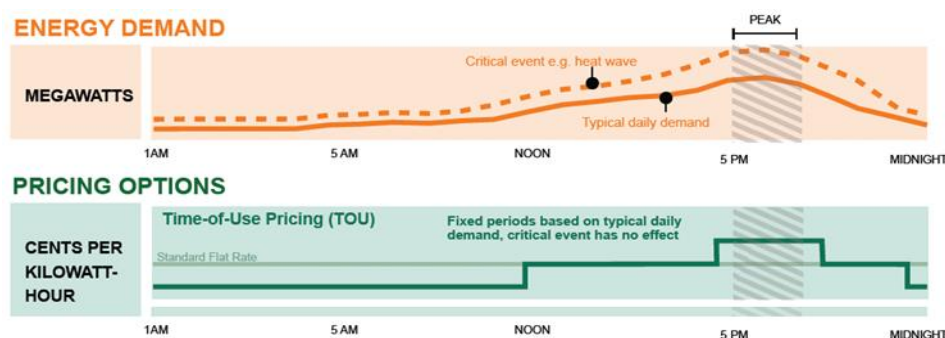 ENERGY DEMAND
PEAK
MEGAWATTS
Critical event e.g. heat wave
Typical daily demand
1AM
5 AM
NOON
5 PM
MIDNIGHT
PRICING OPTIONS
CENTS PER
KILOWATT-
HOUR
Time-of-Use Pricing (TOU)
Fixed periods based on typical daily
demand, critical event has no effect
Standard Flat Rate
1AM
5 AM
NOON
5 PM
MIDNIGHT